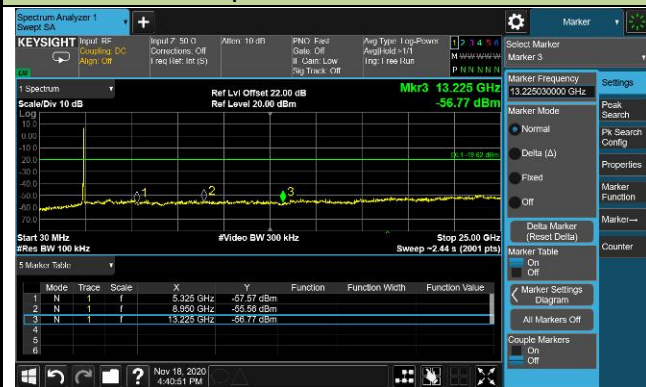 Spectrum Analyzer 1
Swept SA
Marker
KEYSIGHT Input: RF
Coupling: DC
Align: Off
Input Z: 50 Ω
Corrections: Off
Freq Ref: Int (S)
Atten: 10 dB
PNO: Fast
Gate: Off
IF Gain: Low
Sig Track: Off
Avg Type: Log-Power
Avg|Hold: >1/1
Trig: Free Run
1 2 3 4 5 6
M W W W W W
P N N N N N
Select Marker
Marker 3
1 Spectrum
Scale/Div 10 dB
Log
Ref Lvl Offset 22.00 dB
Ref Level 20.00 dBm
Mkr3 13.225 GHz
-56.77 dBm
10.0
0.00
-10.0
-20.0
-30.0
-40.0
-50.0
-60.0
-70.0
1
2
3
Start 30 MHz
#Res BW 100 kHz
#Video BW 300 kHz
Stop 25.00 GHz
Sweep ~2.44 s (2001 pts)
5 Marker Table
Mode Trace Scale X Y Function Function Width Function Value
1 N 1 f 5.325 GHz -57.57 dBm
2 N 1 f 8.950 GHz -55.56 dBm
3 N 1 f 13.225 GHz -56.77 dBm
4
5
6
Nov 18, 2020
4:40:51 PM
Marker Frequency
13.225030000 GHz
Marker Mode
Normal
Delta (Δ)
Fixed
Off
Delta Marker
(Reset Delta)
Marker Table
On
Off
Marker Settings
Diagram
All Markers Off
Couple Markers
On
Off
Settings
Peak
Search
Pk Search
Config
Properties
Marker
Function
Marker→
Counter